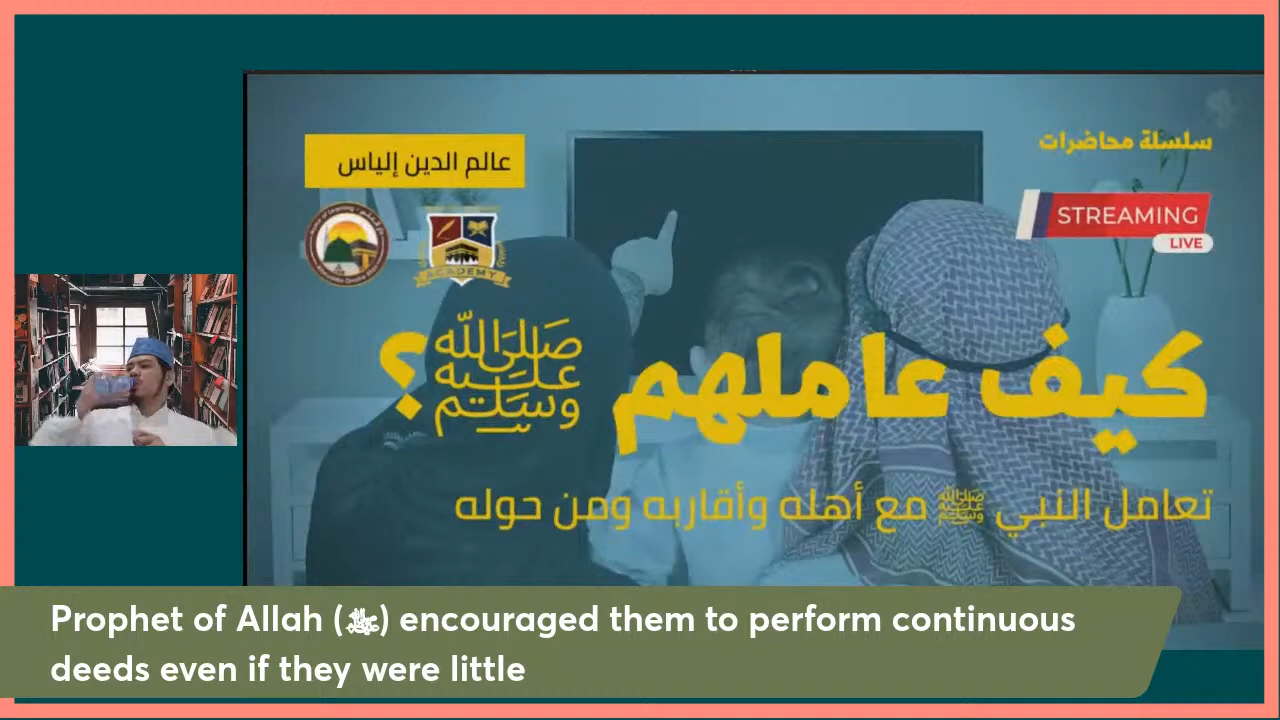 سلسلة محاضرات
عالم الدين إلياس
STREAMING
LIVE
ACADEMY
كيف عاملهم ﷺ ؟
تعامل النبي ﷺ مع أهله وأقاربه ومن حوله
Prophet of Allah (ﷺ) encouraged them to perform continuous
deeds even if they were little